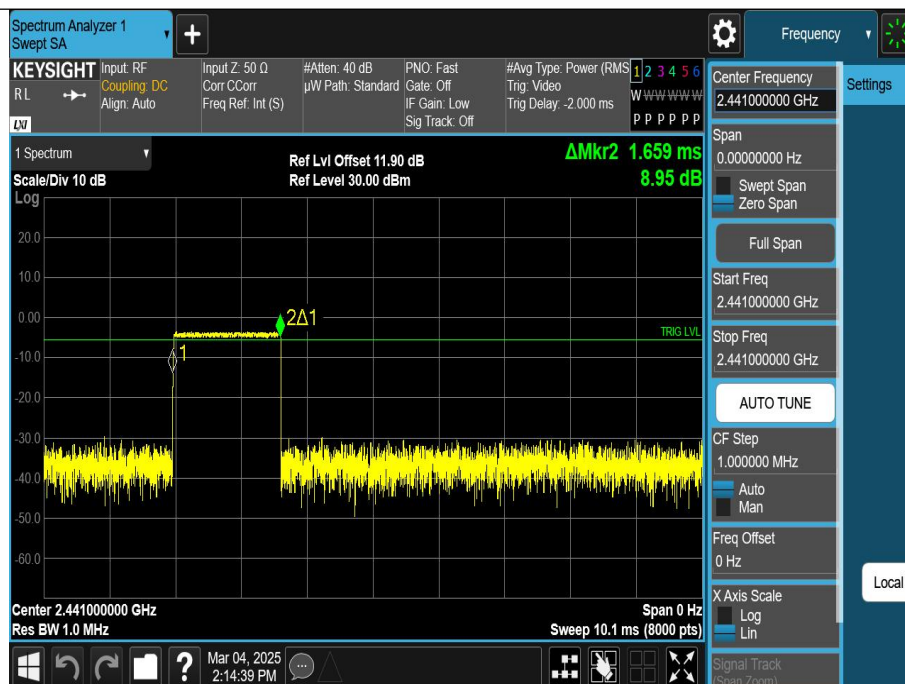 Spectrum Analyzer 1
Swept SA
+
Frequency
KEYSIGHT
RL
LXI
Input: RF
Coupling: DC
Align: Auto
Input Z: 50 Ω
Corr CCorr
Freq Ref: Int (S)
#Atten: 40 dB
µW Path: Standard
PNO: Fast
Gate: Off
IF Gain: Low
Sig Track: Off
#Avg Type: Power (RMS
Trig: Video
Trig Delay: -2.000 ms
1 2 3 4 5 6
W W W W W W
P P P P P P
1 Spectrum
Scale/Div 10 dB
Ref Lvl Offset 11.90 dB
Ref Level 30.00 dBm
ΔMkr2 1.659 ms
8.95 dB
Log
20.0
10.0
0.00
-10.0
-20.0
-30.0
-40.0
-50.0
-60.0
2Δ1
1
TRIG LVL
Center 2.441000000 GHz
Res BW 1.0 MHz
Span 0 Hz
Sweep 10.1 ms (8000 pts)
Mar 04, 2025
2:14:39 PM
?
Center Frequency
2.441000000 GHz
Span
0.00000000 Hz
Swept Span
Zero Span
Full Span
Start Freq
2.441000000 GHz
Stop Freq
2.441000000 GHz
AUTO TUNE
CF Step
1.000000 MHz
Auto
Man
Freq Offset
0 Hz
X Axis Scale
Log
Lin
Signal Track
(Span Zoom)
Settings
Local